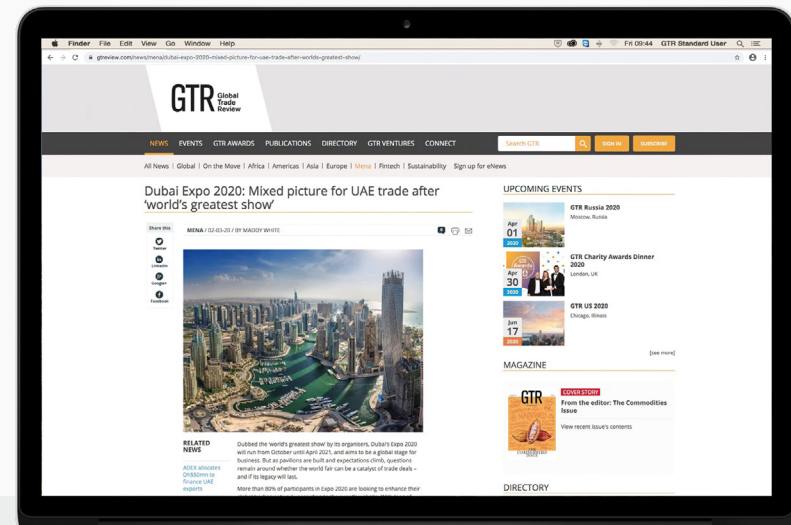 Finder File Edit View Go Window Help
Fri 09:44 GTR Standard User
gtreview.com/news/mena/dubai-expo-2020-mixed-picture-for-uae-trade-after-worlds-greatest-show/
GTR Global
Trade
Review
NEWS EVENTS GTR AWARDS PUBLICATIONS DIRECTORY GTR VENTURES CONNECT
Search GTR
SIGN IN
SUBSCRIBE
All News | Global | On the Move | Africa | Americas | Asia | Europe | Mena | Fintech | Sustainability Sign up for eNews
Dubai Expo 2020: Mixed picture for UAE trade after
‘world’s greatest show’
Share this
Twitter
LinkedIn
Google+
Facebook
MENA / 02-03-20 / BY MADDY WHITE
RELATED
NEWS
ADEX allocates
Dh550mn to
finance UAE
exports
Dubbed the ‘world’s greatest show’ by its organisers, Dubai’s Expo 2020
will run from October until April 2021, and aims to be a global stage for
business. But as pavilions are built and expectations climb, questions
remain around whether the world fair can be a catalyst of trade deals –
and if its legacy will last.
More than 80% of participants in Expo 2020 are looking to enhance their
UPCOMING EVENTS
Apr
01
2020
GTR Russia 2020
Moscow, Russia
Apr
30
2020
GTR Charity Awards Dinner
2020
London, UK
Jun
17
2020
GTR US 2020
Chicago, Illinois
[see more]
MAGAZINE
GTR
COVER STORY
From the editor: The Commodities
Issue
View recent issue's contents
DIRECTORY